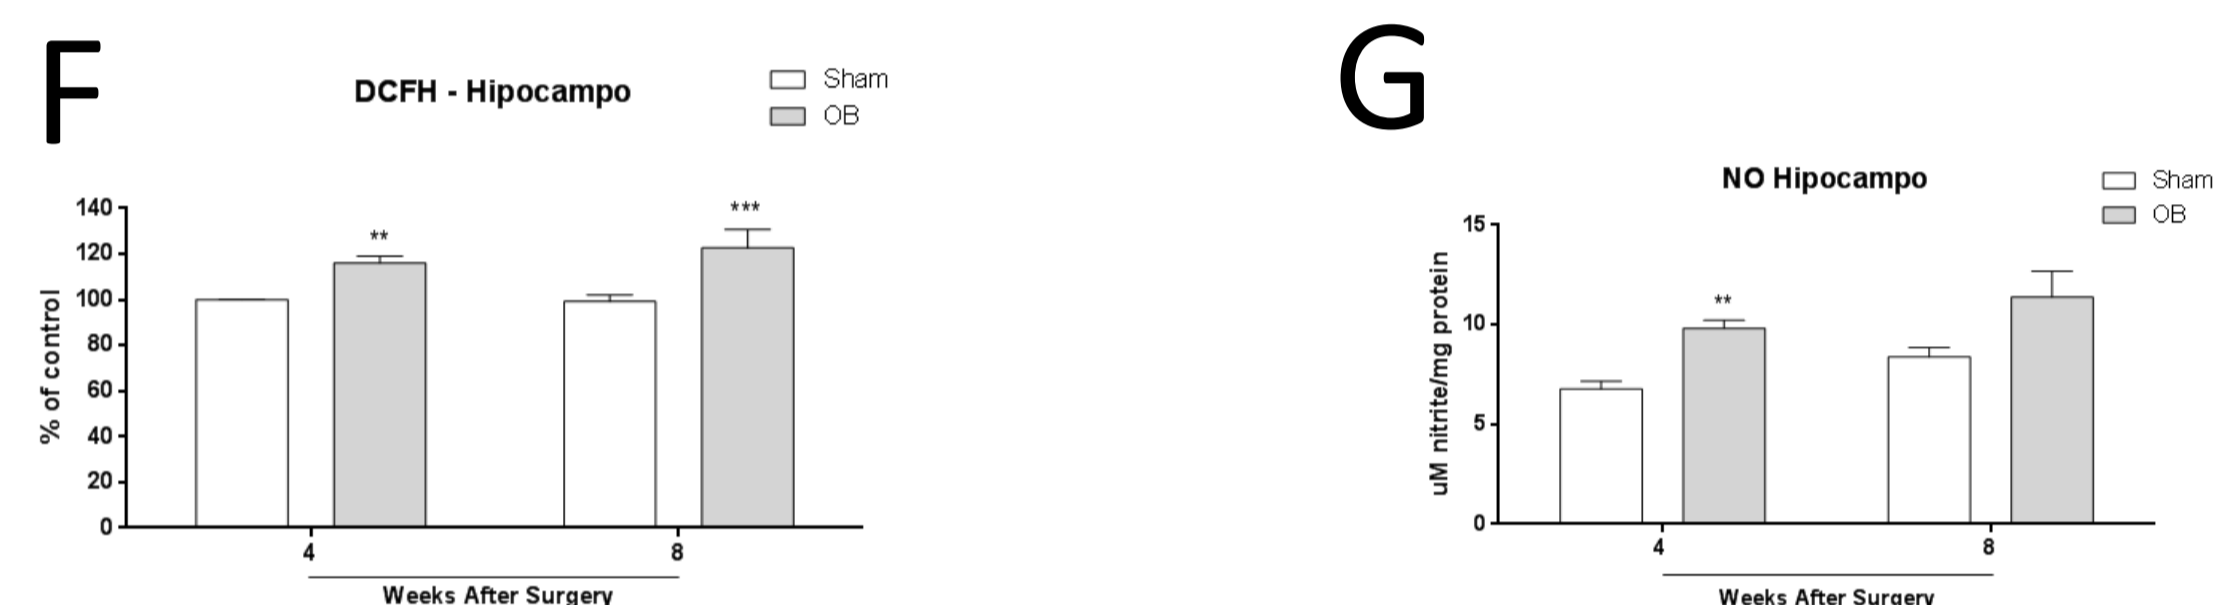 F
DCFH - Hipocampo
Sham
OB
**
***
140
120
100
80
60
40
20
0
% of control
4
8
Weeks After Surgery
G
NO Hipocampo
Sham
OB
**
15
10
5
0
uM nitrite/mg protein
4
8
Weeks After Surgery